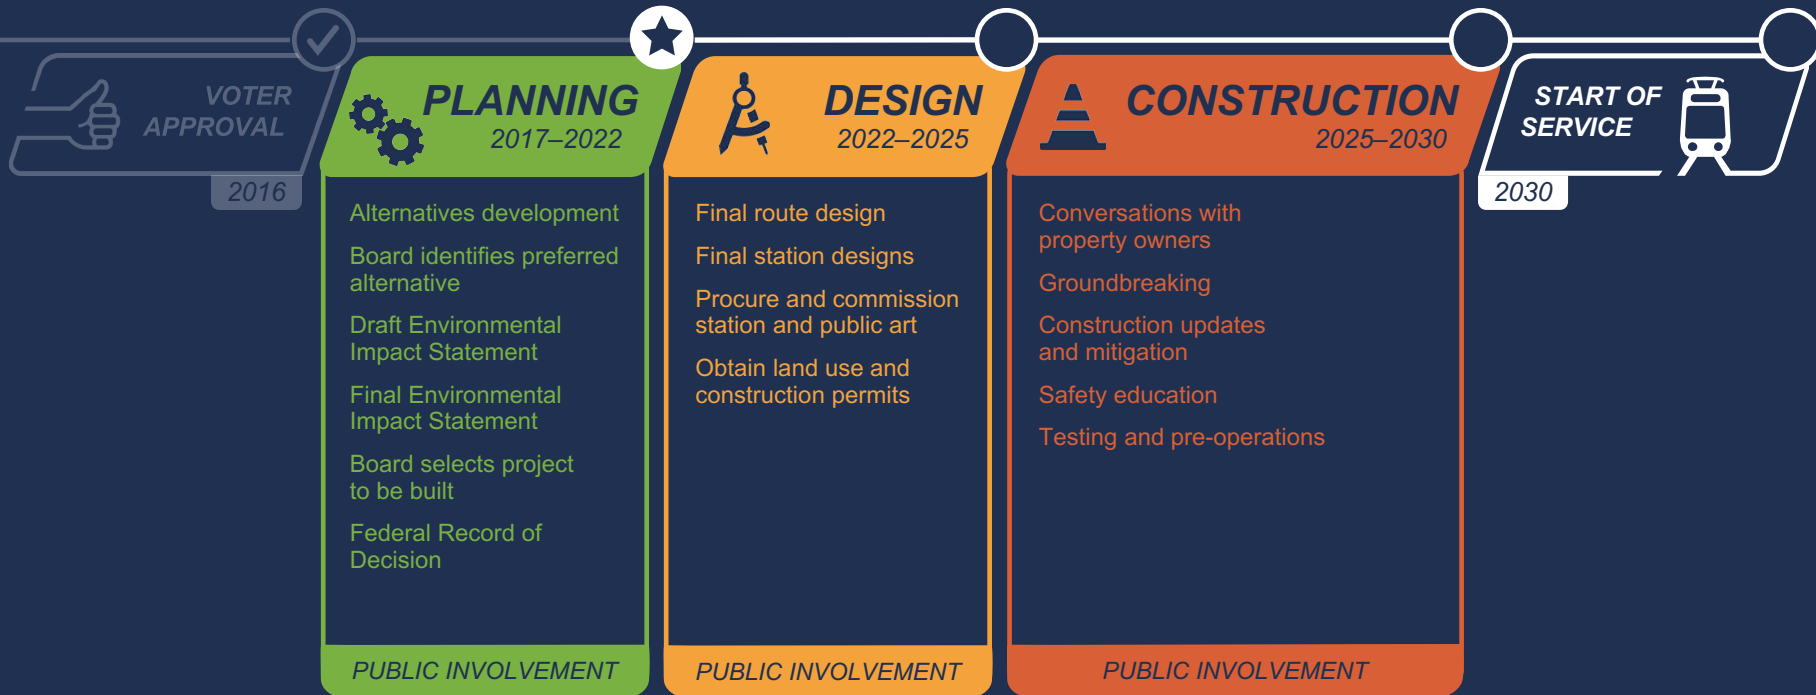 VOTER
APPROVAL
2016
PLANNING
2017–2022
Alternatives development
Board identifies preferred
alternative
Draft Environmental
Impact Statement
Final Environmental
Impact Statement
Board selects project
to be built
Federal Record of
Decision
PUBLIC INVOLVEMENT
DESIGN
2022–2025
Final route design
Final station designs
Procure and commission
station and public art
Obtain land use and
construction permits
PUBLIC INVOLVEMENT
CONSTRUCTION
2025–2030
Conversations with
property owners
Groundbreaking
Construction updates
and mitigation
Safety education
Testing and pre-operations
PUBLIC INVOLVEMENT
START OF
SERVICE
2030